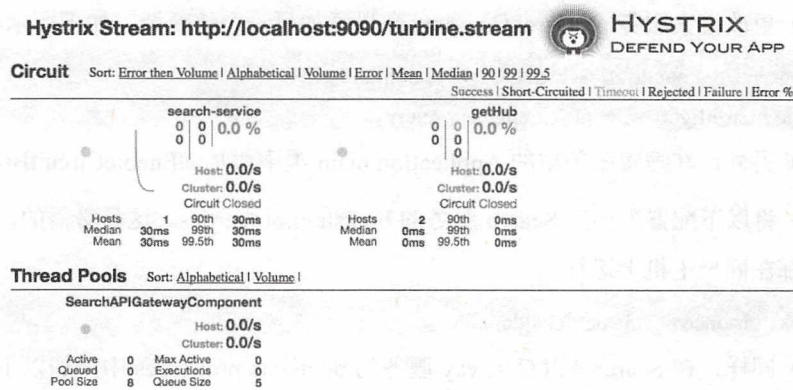 Hystrix Stream: http://localhost:9090/turbine.stream
HYSTRIX
DEFEND YOUR APP
Circuit Sort: Error then Volume | Alphabetical | Volume | Error | Mean | Median | 90 | 99 | 99.5
Success | Short-Circuited | Timeout | Rejected | Failure | Error %
search-service
0 0 0.0 %
0 0
Host: 0.0/s
Cluster: 0.0/s
Circuit Closed
Hosts 1 90th 30ms
Median 30ms 99th 30ms
Mean 30ms 99.5th 30ms
getHub
0 0 0.0 %
0 0
0
Host: 0.0/s
Cluster: 0.0/s
Circuit Closed
Hosts 2 90th 0ms
Median 0ms 99th 0ms
Mean 0ms 99.5th 0ms
Thread Pools Sort: Alphabetical | Volume |
SearchAPIGatewayComponent
Host: 0.0/s
Cluster: 0.0/s
Active 0 Max Active 0
Queued 0 Executions 0
Pool Size 8 Queue Size 5